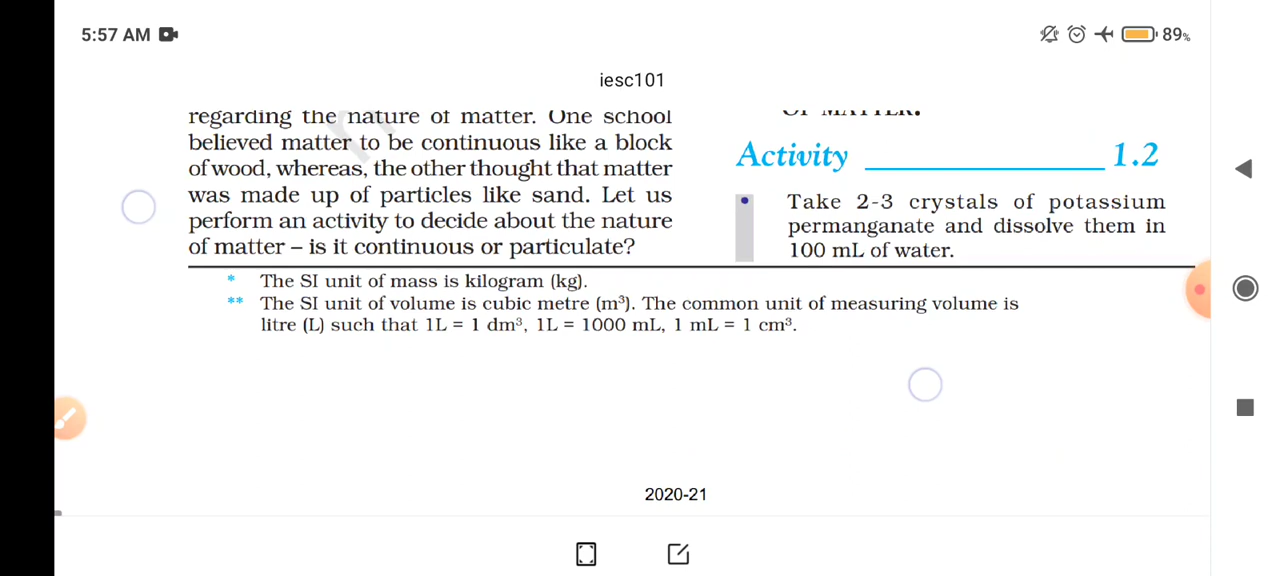 5:57 AM
89%
iesc101
regarding the nature of matter. One school
believed matter to be continuous like a block
of wood, whereas, the other thought that matter
was made up of particles like sand. Let us
perform an activity to decide about the nature
of matter – is it continuous or particulate?
OF MATTER.
Activity 1.2
• Take 2-3 crystals of potassium
permanganate and dissolve them in
100 mL of water.
* The SI unit of mass is kilogram (kg).
** The SI unit of volume is cubic metre (m³). The common unit of measuring volume is
litre (L) such that 1L = 1 dm³, 1L = 1000 mL, 1 mL = 1 cm³.
2020-21